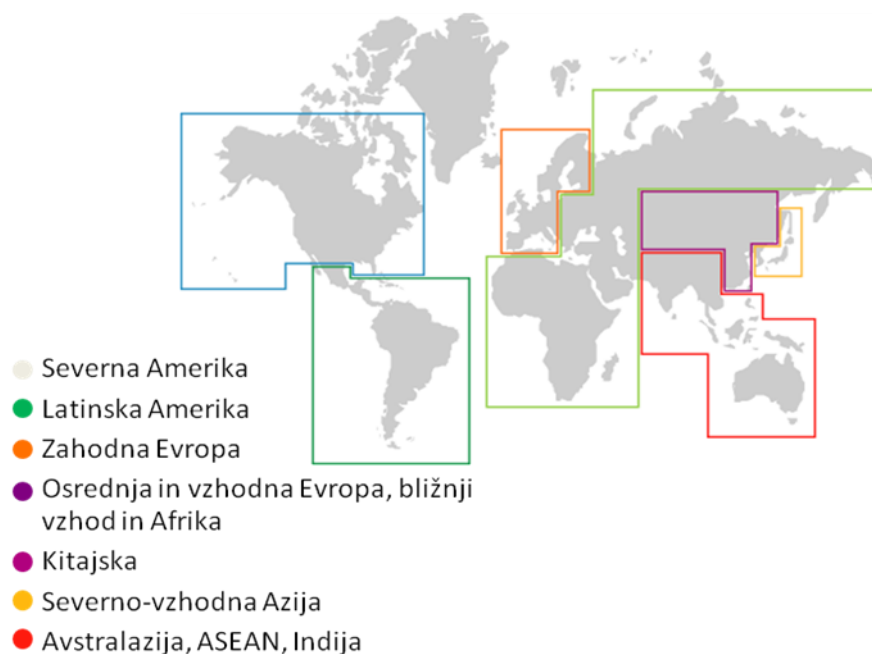 Severna Amerika
Latinska Amerika
Zahodna Evropa
Osrednja in vzhodna Evropa, bližnji
vzhod in Afrika
Kitajska
Severno-vzhodna Azija
Avstralazija, ASEAN, Indija